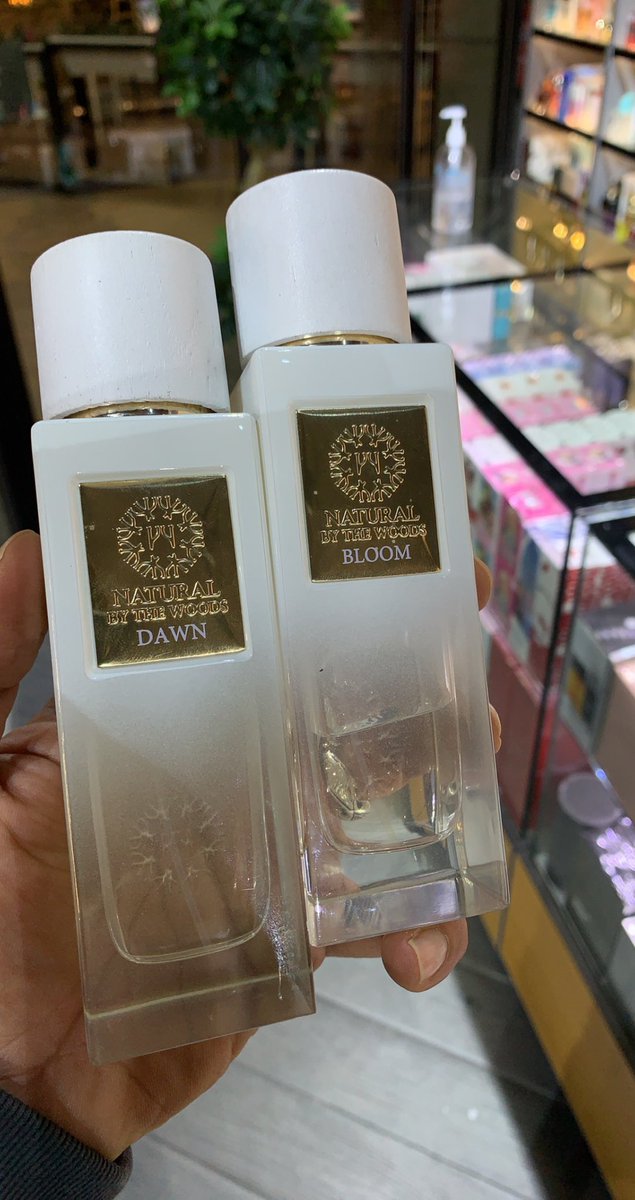 NATURAL
BY THE WOODS
DAWN
NATURAL
BY THE WOODS
BLOOM